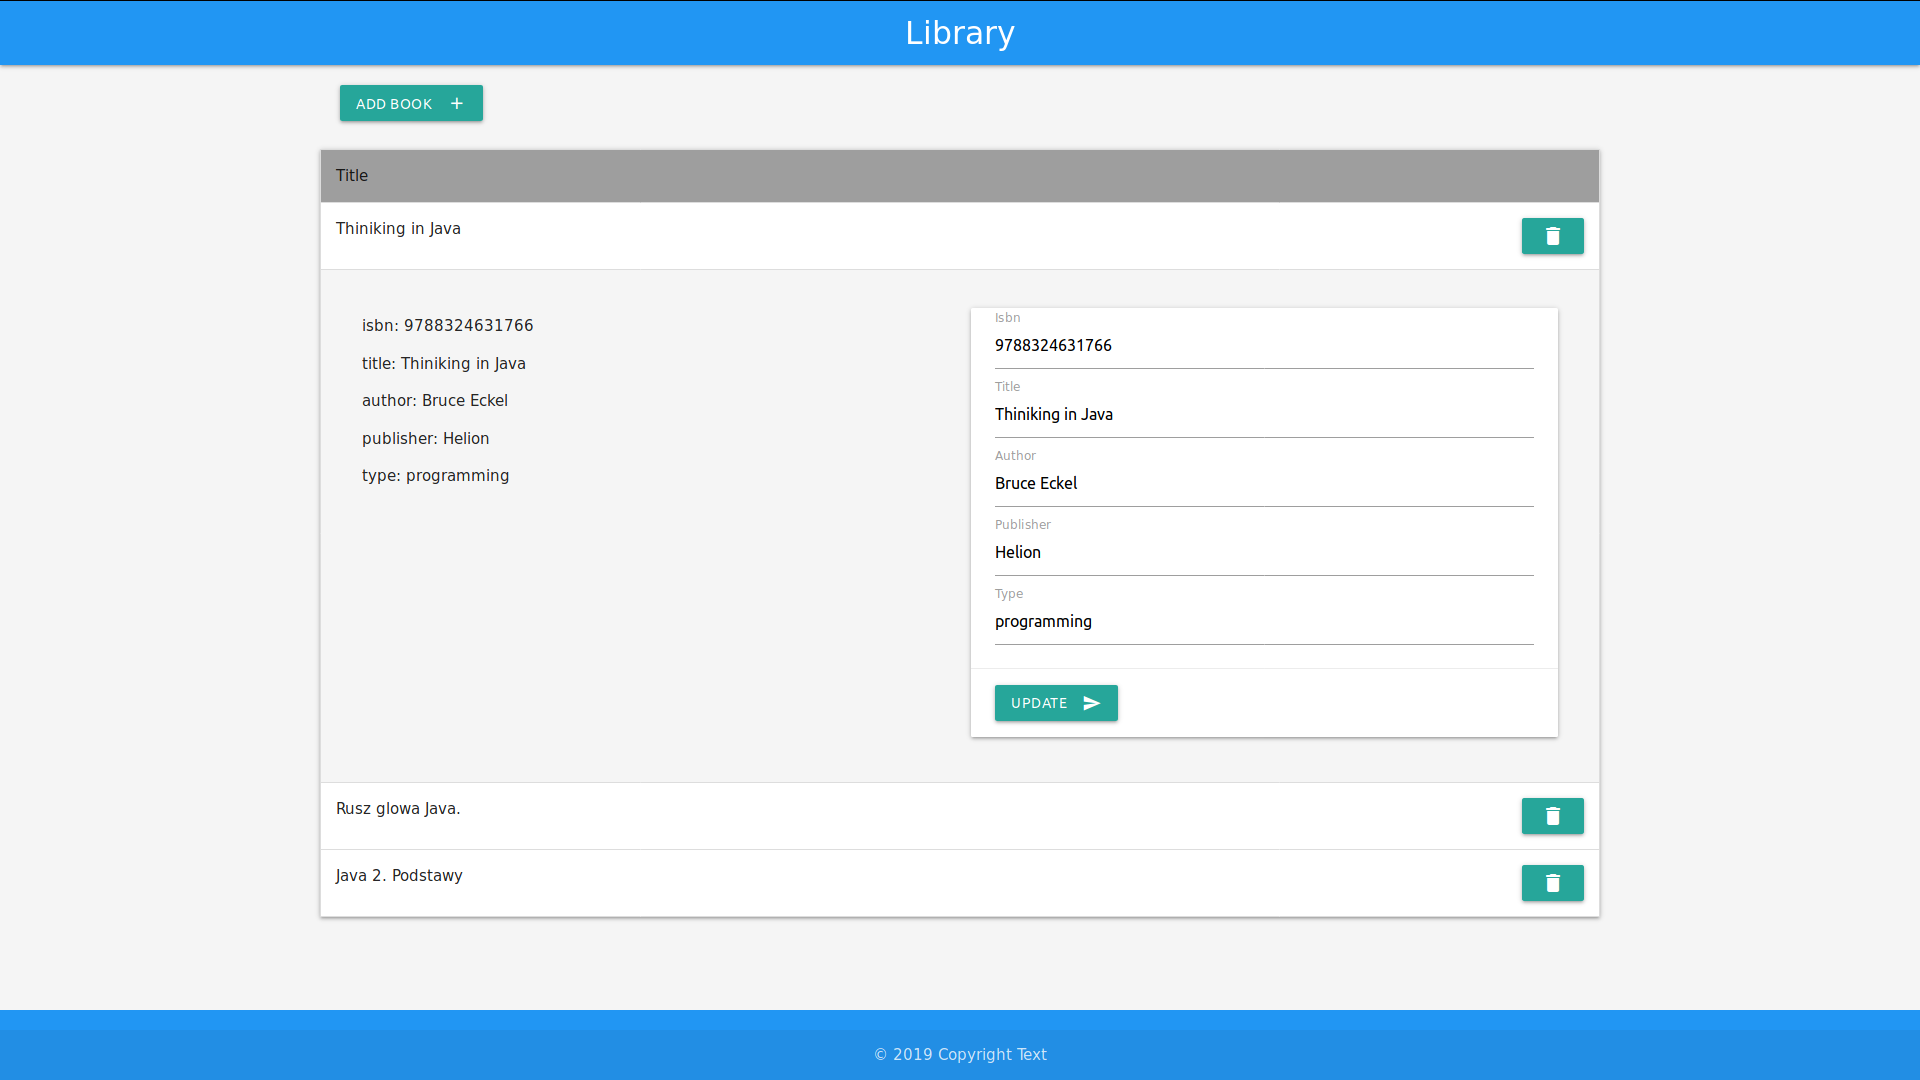 Library
ADD BOOK
Title
Thiniking in Java
isbn: 9788324631766
title: Thiniking in Java
author: Bruce Eckel
publisher: Helion
type: programming
Isbn
9788324631766
Title
Thiniking in Java
Author
Bruce Eckel
Publisher
Helion
Type
programming
UPDATE
Rusz glowa Java.
Java 2. Podstawy
© 2019 Copyright Text